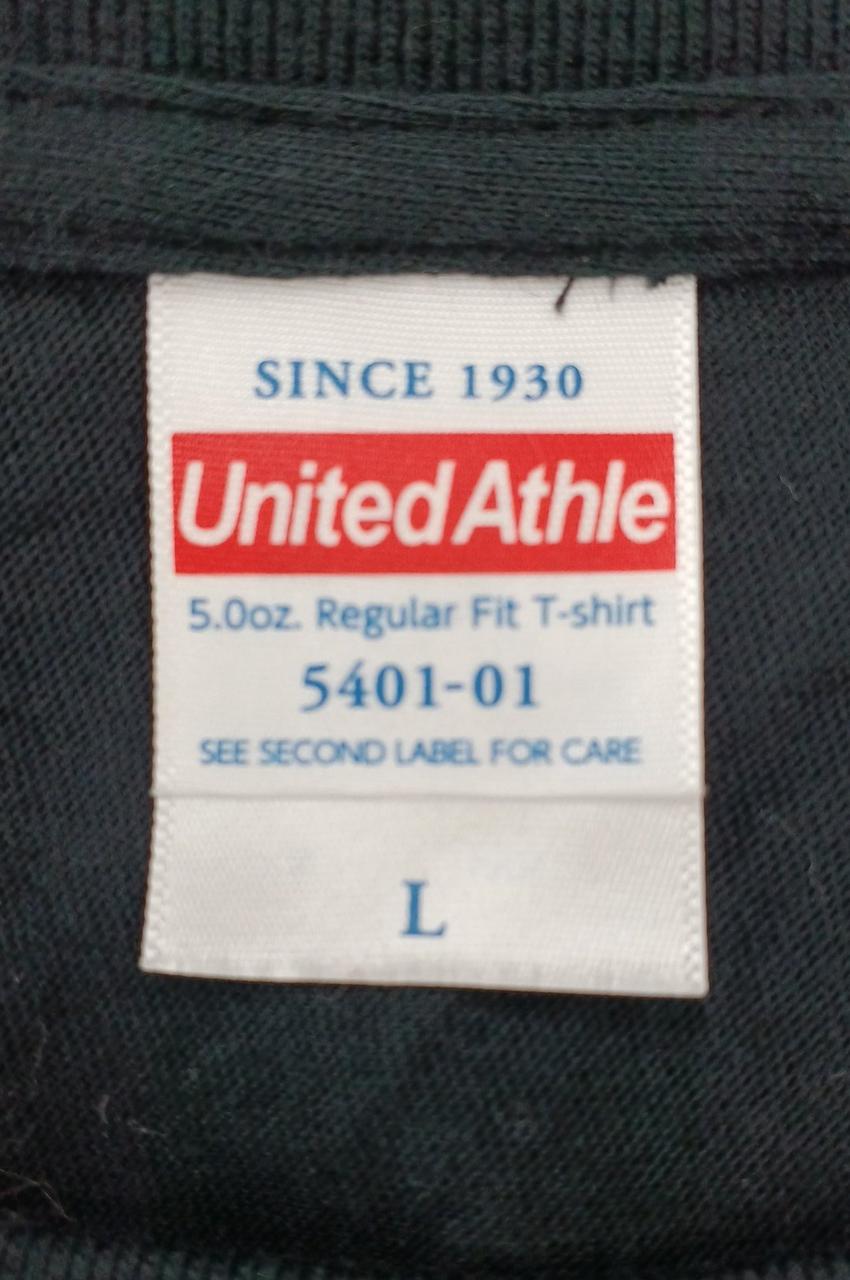 SINCE 1930
United Athle
5.0oz. Regular Fit T-shirt
5401-01
SEE SECOND LABEL FOR CARE
L